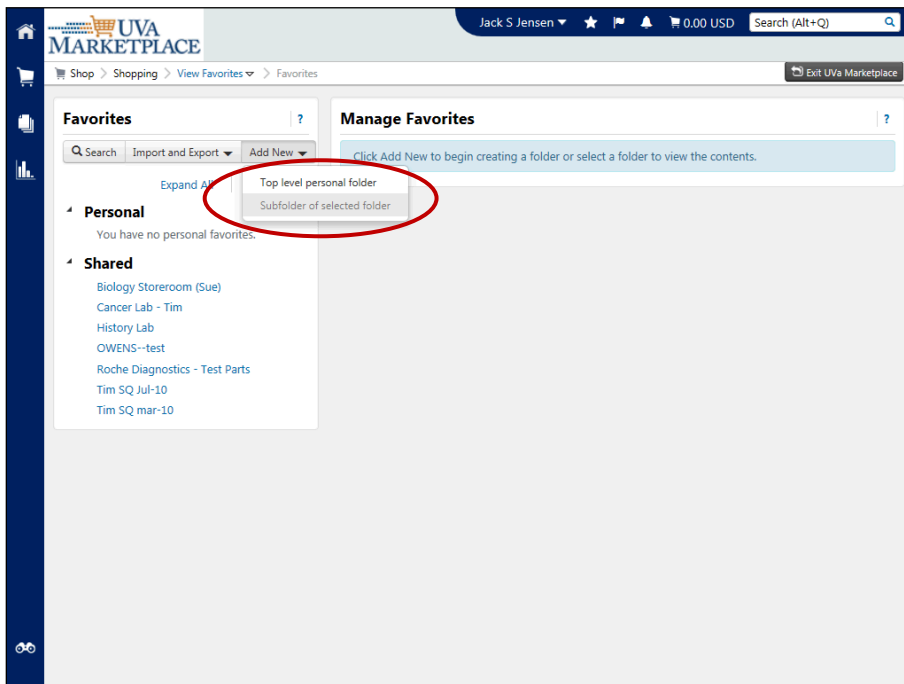 Jack S Jensen
0.00 USD
Search (Alt+Q)
UVA
MARKETPLACE
Shop > Shopping > View Favorites > Favorites
Exit UVa Marketplace
Favorites
?
Search
Import and Export
Add New
Expand All
Top level personal folder
Subfolder of selected folder
Personal
You have no personal favorites.
Shared
Biology Storeroom (Sue)
Cancer Lab - Tim
History Lab
OWENS--test
Roche Diagnostics - Test Parts
Tim SQ Jul-10
Tim SQ mar-10
Manage Favorites
?
Click Add New to begin creating a folder or select a folder to view the contents.